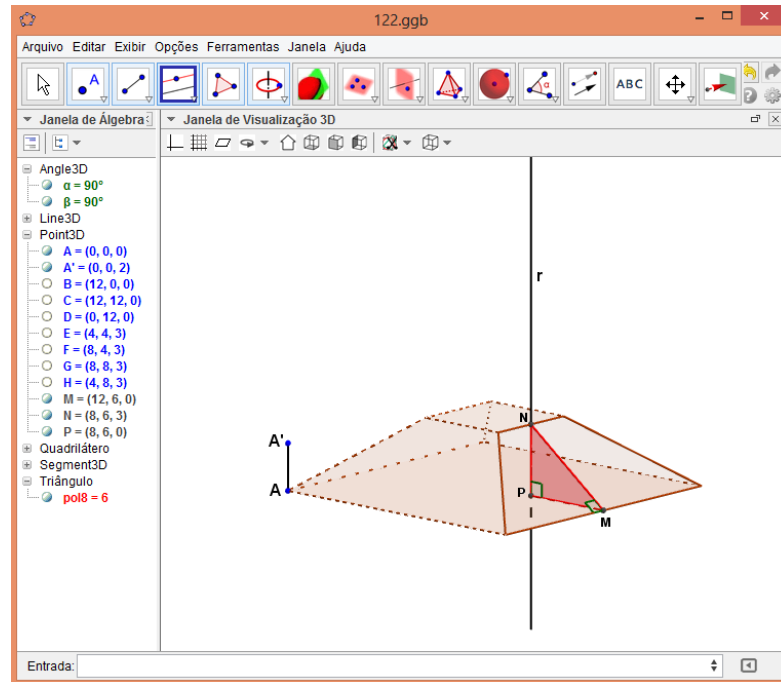 122.ggb
Arquivo Editar Exibir Opções Ferramentas Janela Ajuda
A
α
ABC
Janela de Álgebra
Janela de Visualização 3D
Angle3D
α = 90°
β = 90°
Line3D
Point3D
A = (0, 0, 0)
A' = (0, 0, 2)
B = (12, 0, 0)
C = (12, 12, 0)
D = (0, 12, 0)
E = (4, 4, 3)
F = (8, 4, 3)
G = (8, 8, 3)
H = (4, 8, 3)
M = (12, 6, 0)
N = (8, 6, 3)
P = (8, 6, 0)
Quadrilátero
Segment3D
Triângulo
pol8 = 6
r
N
A'
A
P
M
Entrada: